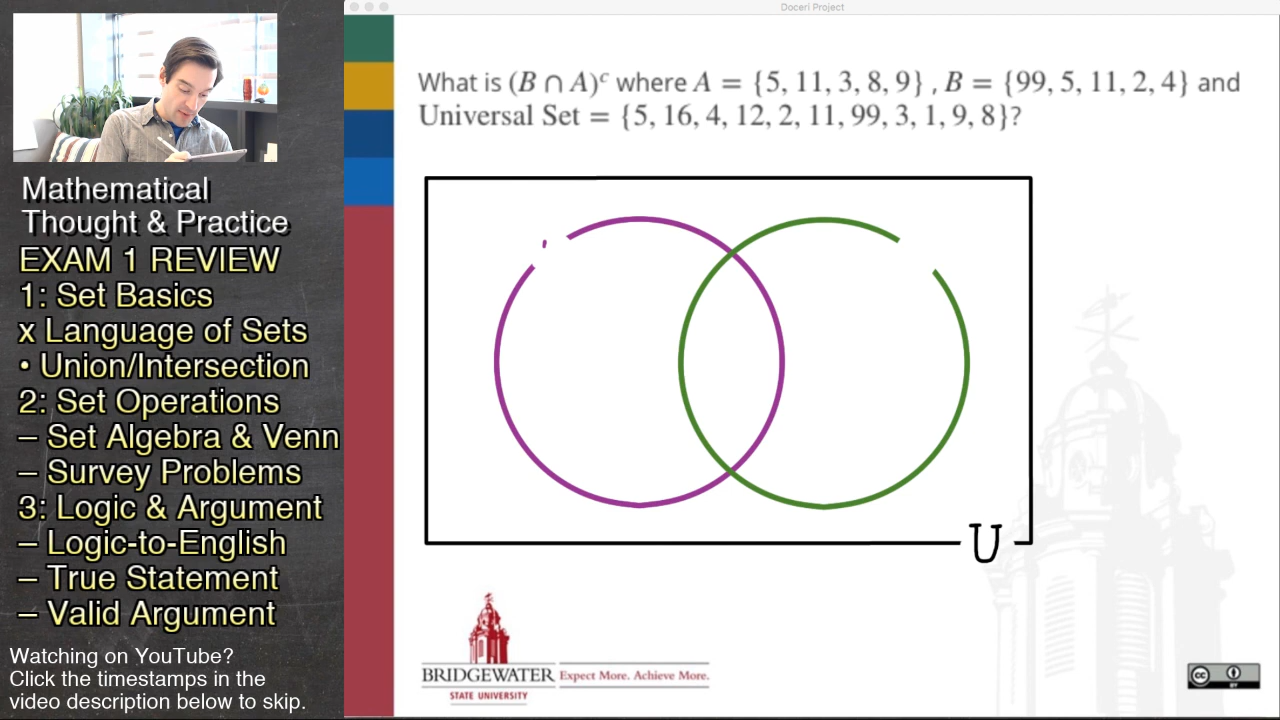 Doceri Project
Mathematical
Thought & Practice
EXAM 1 REVIEW
1: Set Basics
x Language of Sets
• Union/Intersection
2: Set Operations
– Set Algebra & Venn
– Survey Problems
3: Logic & Argument
– Logic-to-English
– True Statement
– Valid Argument
Watching on YouTube?
Click the timestamps in the
video description below to skip.
What is (B ∩ A)ᶜ where A = {5, 11, 3, 8, 9} , B = {99, 5, 11, 2, 4} and
Universal Set = {5, 16, 4, 12, 2, 11, 99, 3, 1, 9, 8}?
U
BRIDGEWATER
STATE UNIVERSITY
Expect More. Achieve More.
CC
BY